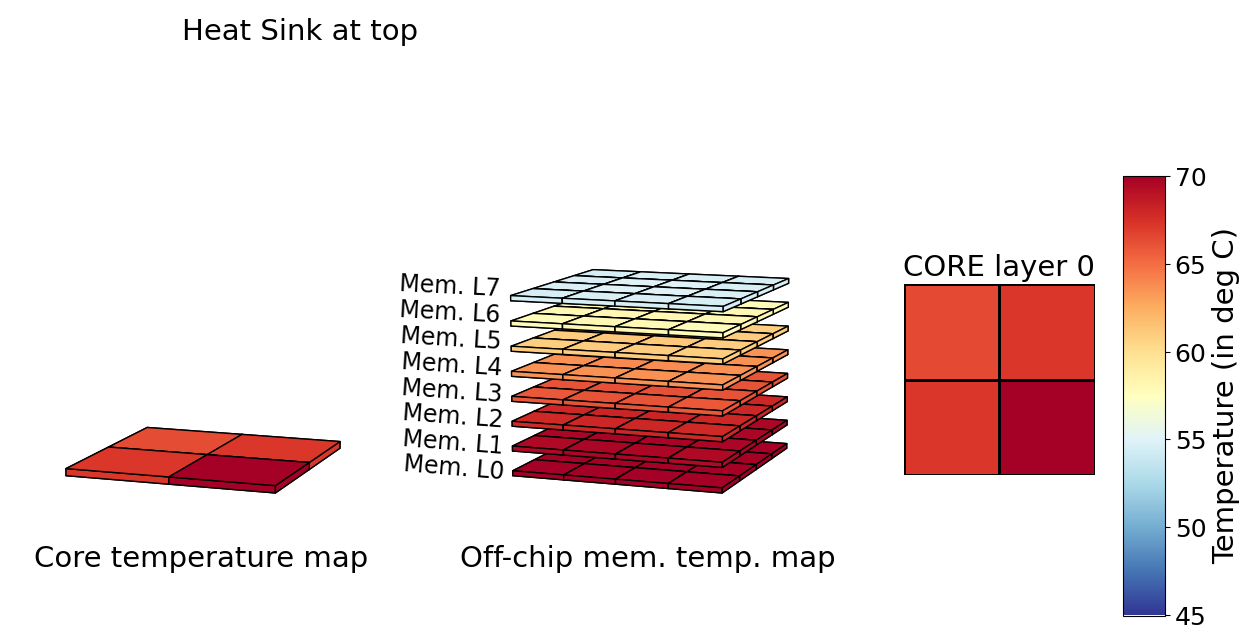 Heat Sink at top
Mem. L7
Mem. L6
Mem. L5
Mem. L4
Mem. L3
Mem. L2
Mem. L1
Mem. L0
Core temperature map
Off-chip mem. temp. map
CORE layer 0
70
65
60
55
50
45
Temperature (in deg C)